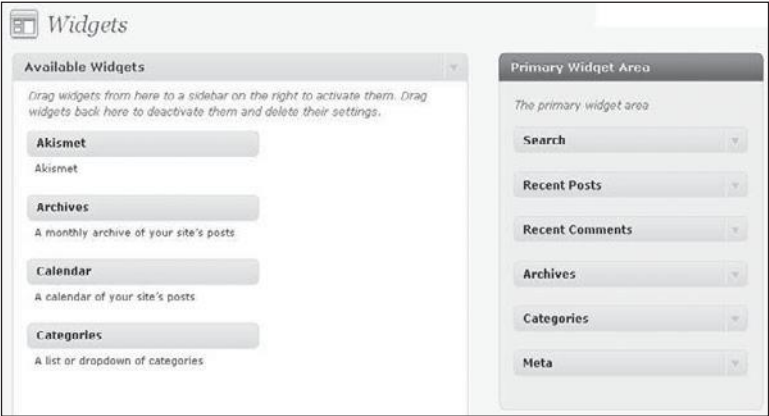 Widgets
Available Widgets
Drag widgets from here to a sidebar on the right to activate them. Drag
widgets back here to deactivate them and delete their settings.
Akismet
Akismet
Archives
A monthly archive of your site's posts
Calendar
A calendar of your site's posts
Categories
A list or dropdown of categories
Primary Widget Area
The primary widget area
Search
Recent Posts
Recent Comments
Archives
Categories
Meta